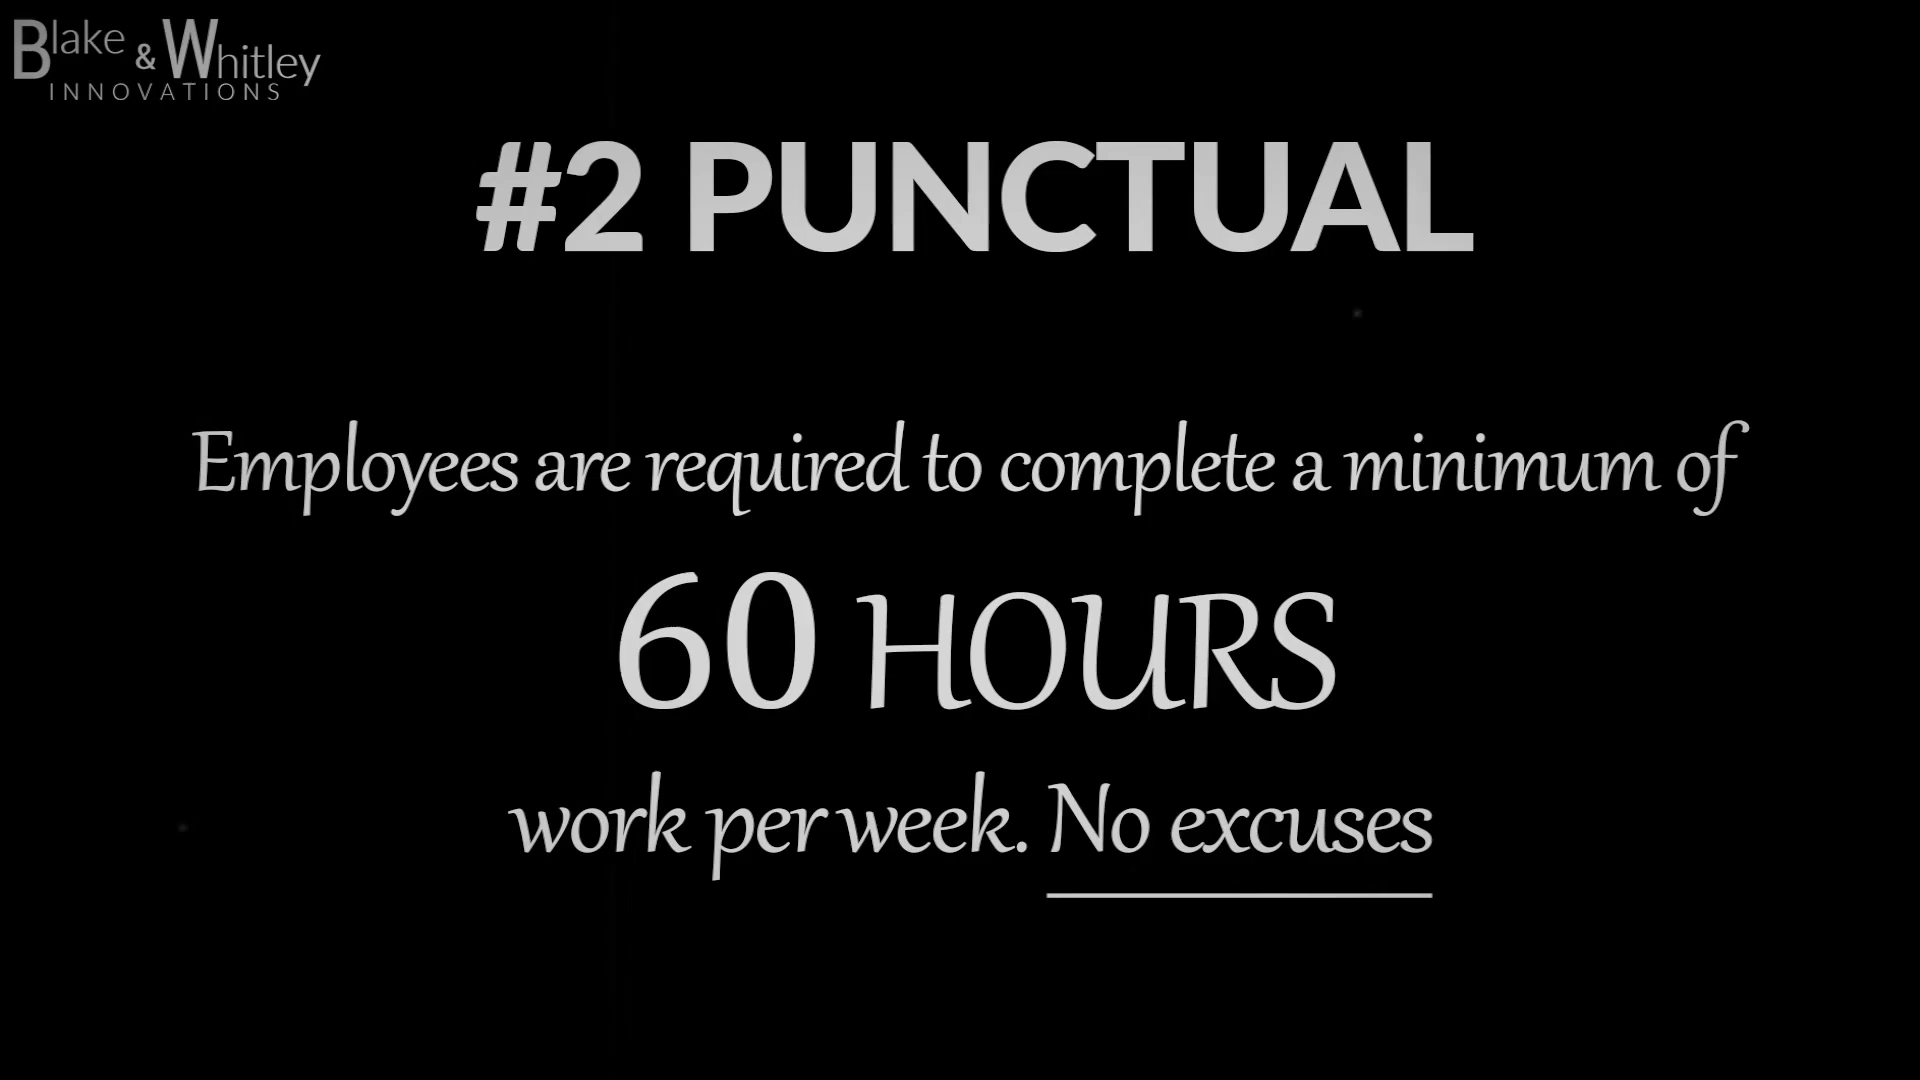 Blake & Whitley
INNOVATIONS
#2 PUNCTUAL
Employees are required to complete a minimum of
60 HOURS
work per week. No excuses